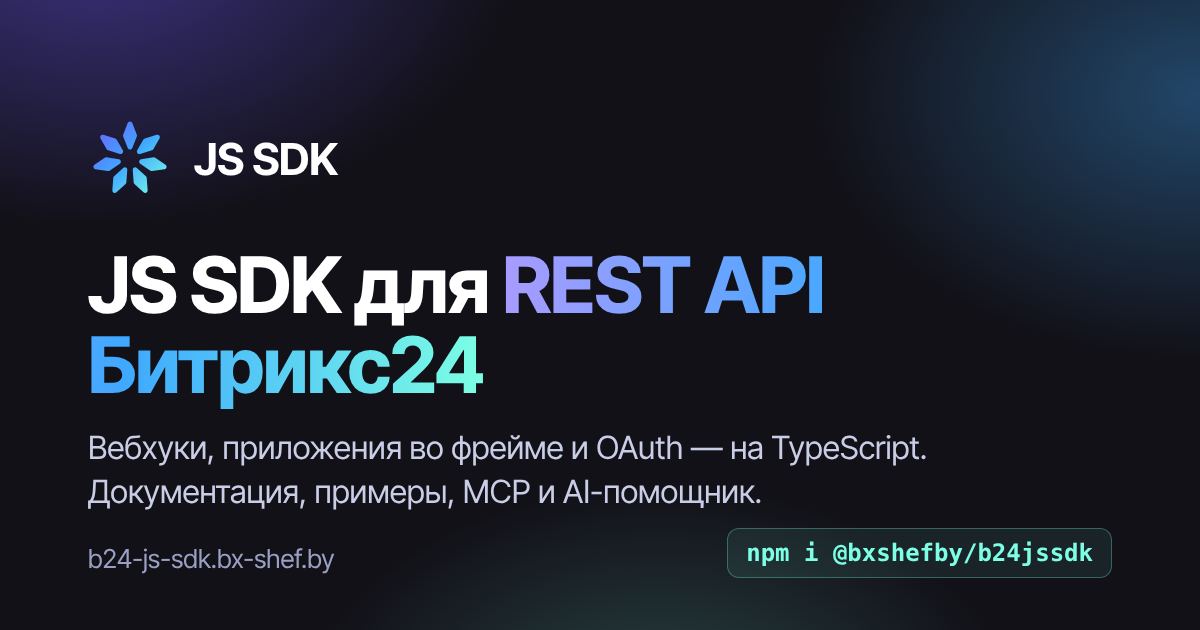 JS SDK
JS SDK для REST API
Битрикс24
Вебхуки, приложения во фрейме и OAuth — на TypeScript.
Документация, примеры, MCP и AI-помощник.
b24-js-sdk.bx-shef.by
npm i @bxshefby/b24jssdk